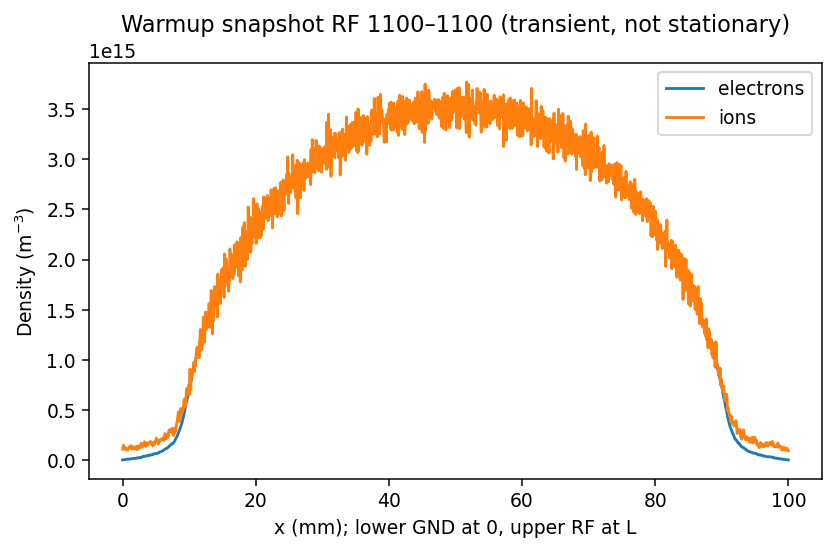 Warmup snapshot RF 1100–1100 (transient, not stationary)
1e15
electrons
ions
3.5
3.0
2.5
2.0
1.5
1.0
0.5
0.0
Density (m⁻³)
0 20 40 60 80 100
x (mm); lower GND at 0, upper RF at L